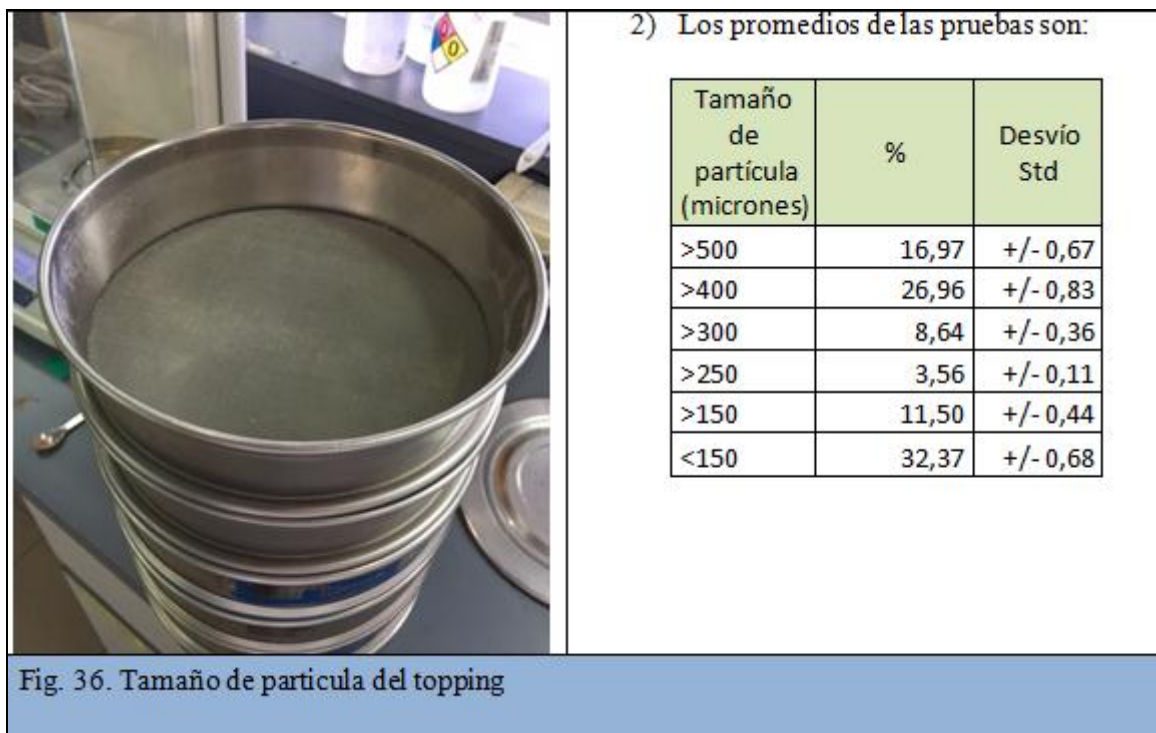 2) Los promedios de las pruebas son:
Tamaño
de
partícula
(micrones)
%
Desvío
Std
>500 16,97 +/- 0,67
>400 26,96 +/- 0,83
>300 8,64 +/- 0,36
>250 3,56 +/- 0,11
>150 11,50 +/- 0,44
<150 32,37 +/- 0,68
0
0
Fig. 36. Tamaño de particula del topping